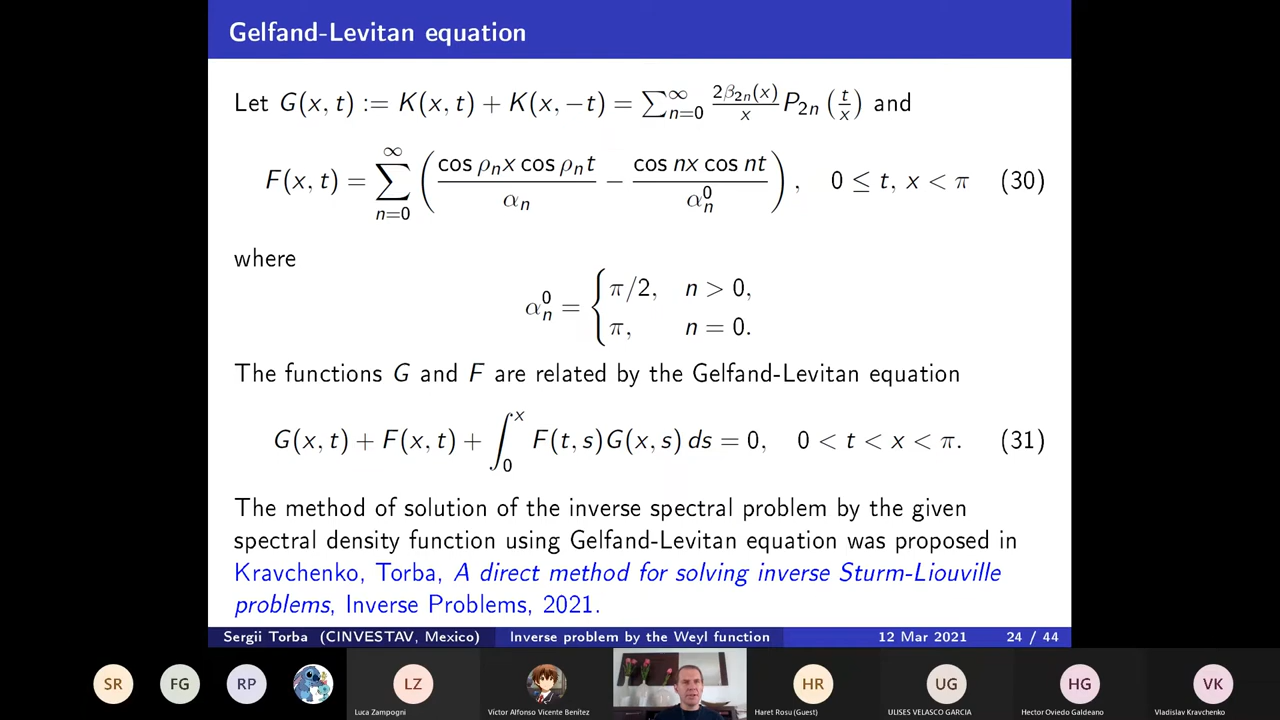 Gelfand-Levitan equation
Let G(x, t) := K(x, t) + K(x, −t) = ∑_{n=0}^{∞} \frac{2β_{2n}(x)}{x} P_{2n} (\frac{t}{x}) and
F(x, t) = ∑_{n=0}^{∞} ( \frac{cos ρ_n x cos ρ_n t}{α_n} − \frac{cos nx cos nt}{α_n^0} ), 0 ≤ t, x < π (30)
where
α_n^0 = { π/2, n > 0,
π, n = 0.
The functions G and F are related by the Gelfand-Levitan equation
G(x, t) + F(x, t) + ∫_0^x F(t, s)G(x, s) ds = 0, 0 < t < x < π. (31)
The method of solution of the inverse spectral problem by the given
spectral density function using Gelfand-Levitan equation was proposed in
Kravchenko, Torba, A direct method for solving inverse Sturm-Liouville
problems, Inverse Problems, 2021.
Sergii Torba (CINVESTAV, Mexico) Inverse problem by the Weyl function 12 Mar 2021 24 / 44
SR FG RP LZ HR UG HG VK
Luca Zampogni Víctor Alfonso Vicente Benítez Haret Rosu (Guest) ULISES VELASCO GARCIA Hector Oviedo Galdeano Vladislav Kravchenko